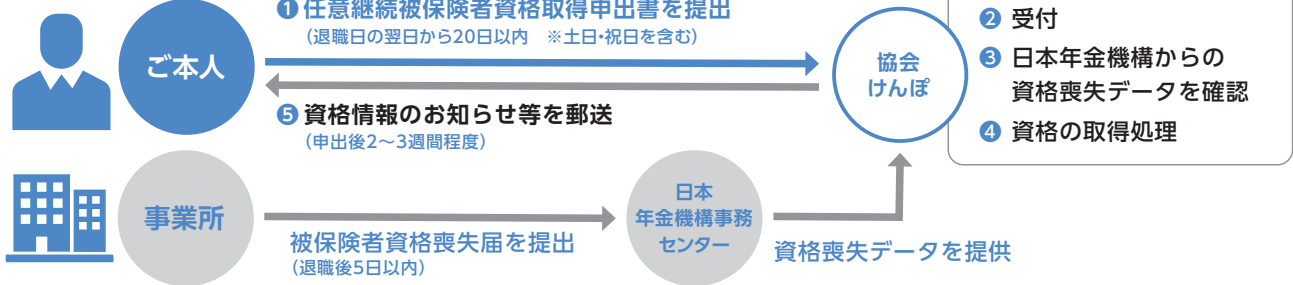 ❶任意継続被保険者資格取得申出書を提出
(退職日の翌日から20日以内　※土日・祝日を含む)
ご本人
協会
けんぽ
❷ 受付
❸ 日本年金機構からの
資格喪失データを確認
❹ 資格の取得処理
❺ 資格情報のお知らせ等を郵送
(申出後2〜3週間程度)
事業所
被保険者資格喪失届を提出
(退職後5日以内)
日本
年金機構事務
センター
資格喪失データを提供